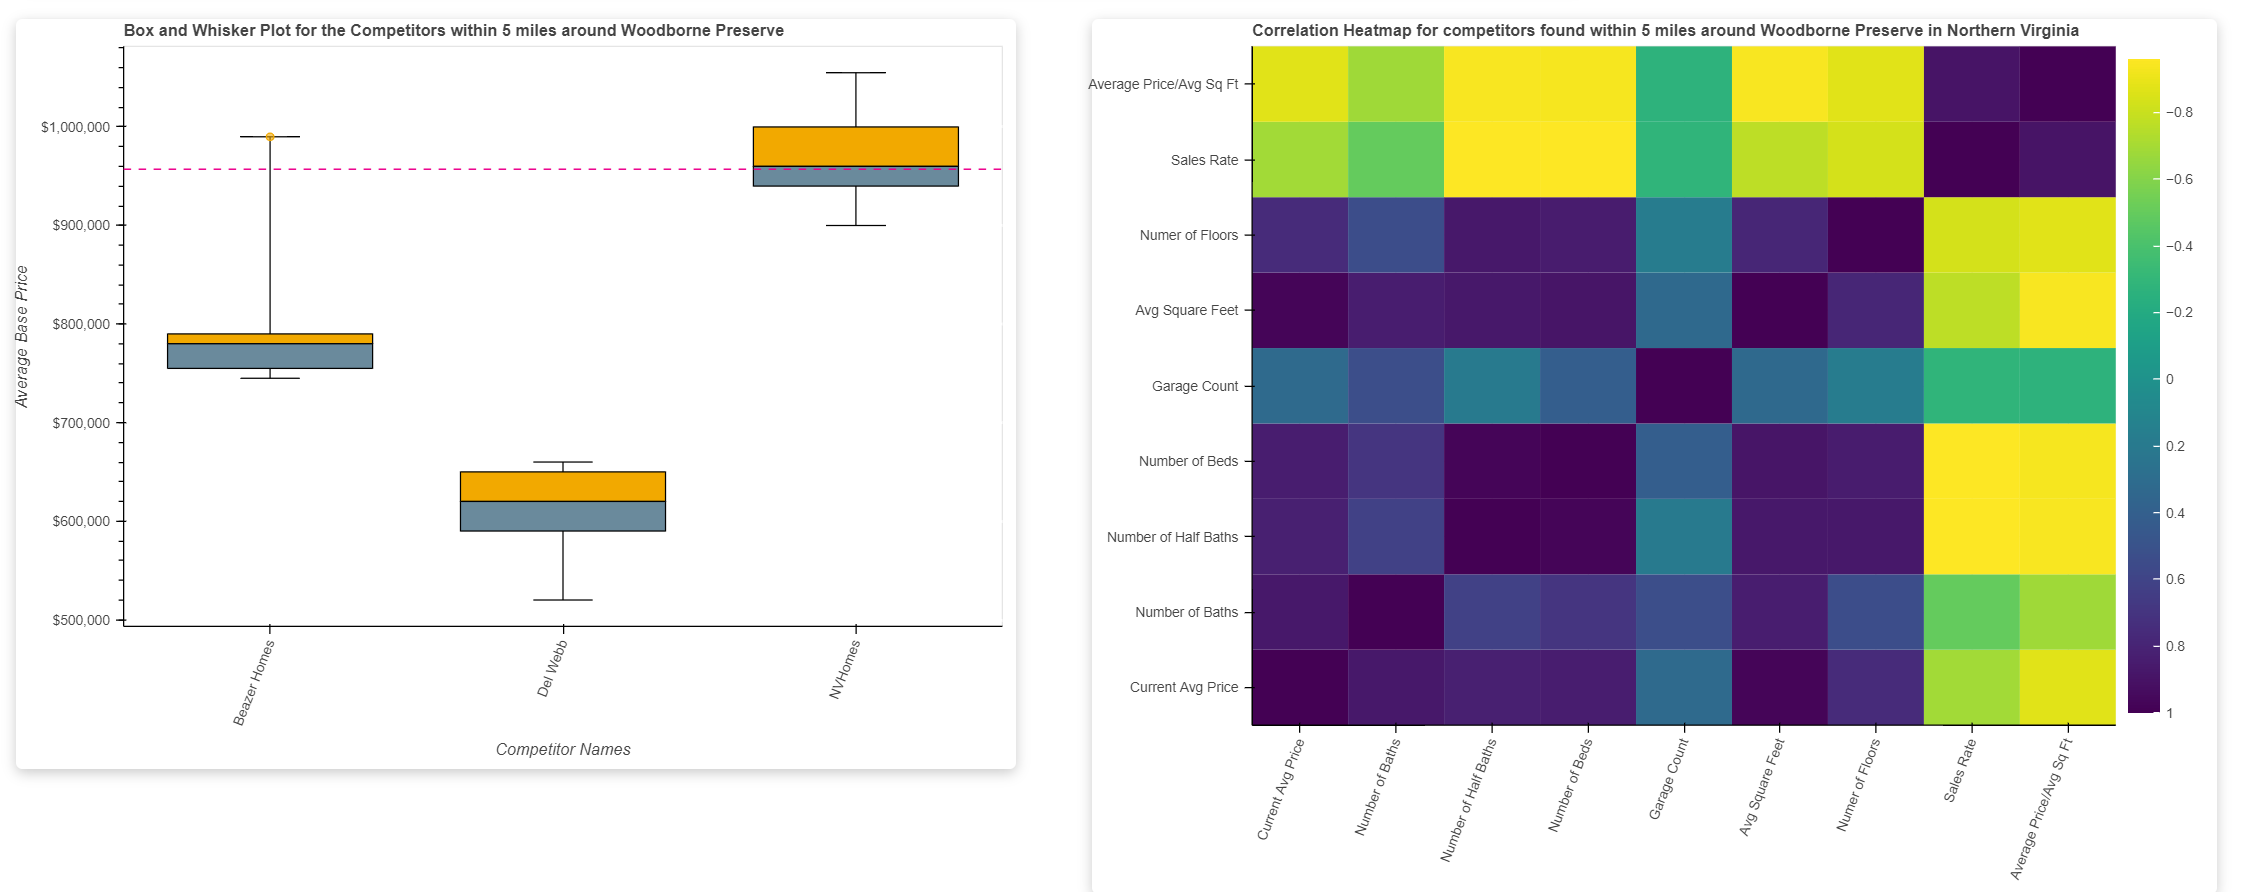 Box and Whisker Plot for the Competitors within 5 miles around Woodborne Preserve
$1,000,000
$900,000
$800,000
$700,000
$600,000
$500,000
Average Base Price
Beazer Homes
Del Webb
NVHomes
Competitor Names
Correlation Heatmap for competitors found within 5 miles around Woodborne Preserve in Northern Virginia
Average Price/Avg Sq Ft
Sales Rate
Numer of Floors
Avg Square Feet
Garage Count
Number of Beds
Number of Half Baths
Number of Baths
Current Avg Price
Current Avg Price
Number of Baths
Number of Half Baths
Number of Beds
Garage Count
Avg Square Feet
Numer of Floors
Sales Rate
Average Price/Avg Sq Ft
−0.8
−0.6
−0.4
−0.2
0
0.2
0.4
0.6
0.8
1